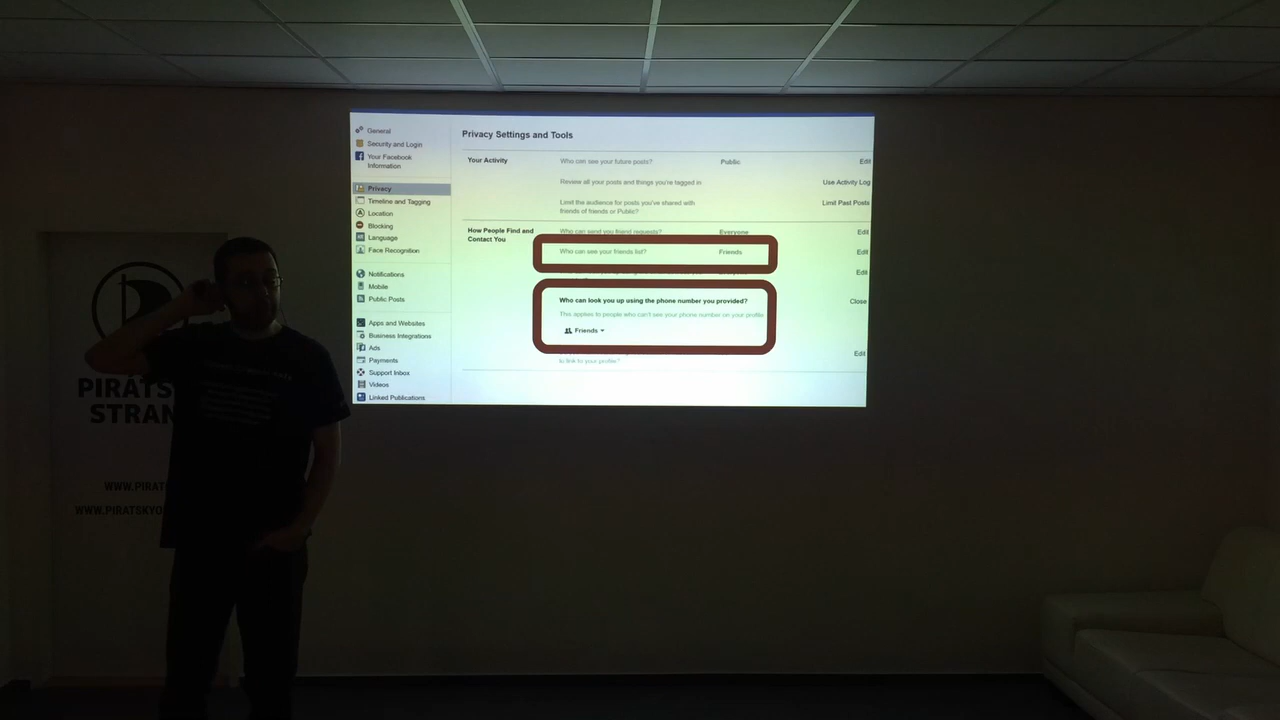 General
Security and Login
Your Facebook
Information
Privacy
Timeline and Tagging
Location
Blocking
Language
Face Recognition
Notifications
Mobile
Public Posts
Apps and Websites
Business Integrations
Ads
Payments
Support Inbox
Videos
Linked Publications
Privacy Settings and Tools
Your Activity
Who can see your future posts? Public Edit
Review all your posts and things you're tagged in Use Activity Log
Limit the audience for posts you've shared with
friends of friends or Public? Limit Past Posts
How People Find and
Contact You
Who can send you friend requests? Everyone Edit
Who can see your friends list? Friends Edit
Edit
Who can look you up using the phone number you provided? Close
This applies to people who can't see your phone number on your profile
Friends
Edit
to link to your profile?
PIRÁTS
STRAN
WWW.PIRAT
WWW.PIRATSKYO